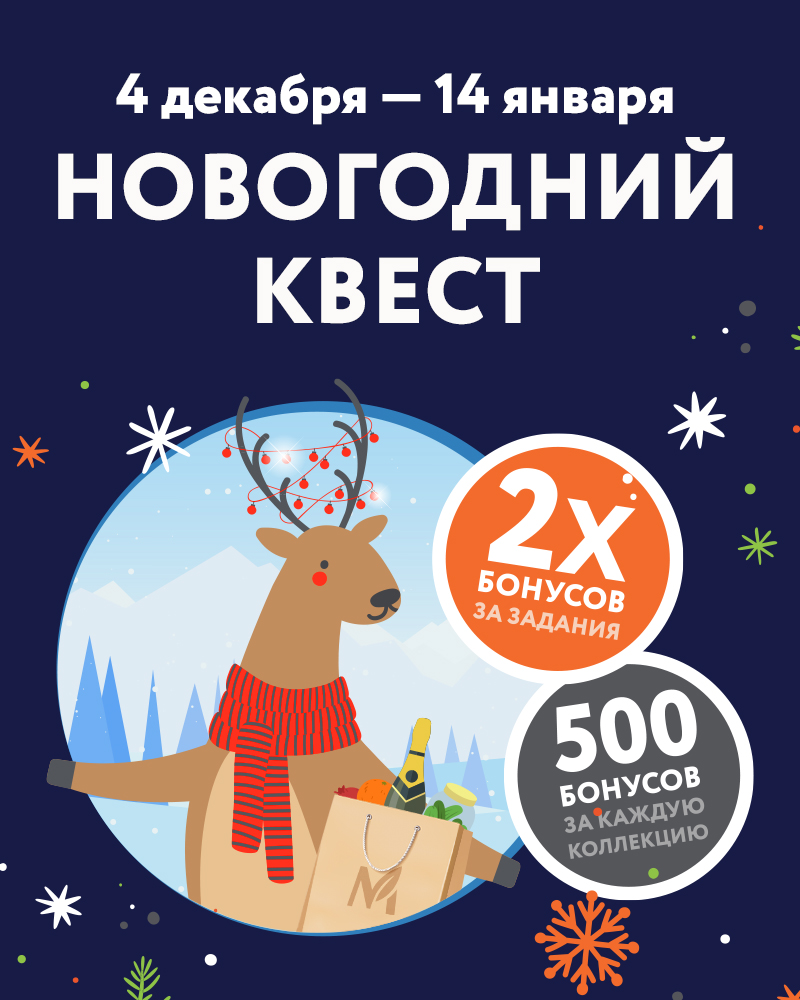 4 декабря — 14 января
НОВОГОДНИЙ
КВЕСТ
2х
БОНУСОВ
ЗА ЗАДАНИЯ
500
БОНУСОВ
ЗА КАЖДУЮ
КОЛЛЕКЦИЮ